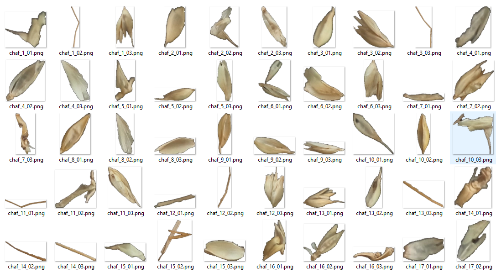 chaf_1_01.png chaf_1_02.png chaf_1_03.png chaf_2_01.png chaf_2_02.png chaf_2_03.png chaf_3_01.png chaf_3_02.png chaf_3_03.png chaf_4_01.png
chaf_4_02.png chaf_4_03.png chaf_5_01.png chaf_5_02.png chaf_5_03.png chaf_6_01.png chaf_6_02.png chaf_6_03.png chaf_7_01.png chaf_7_02.png
chaf_7_03.png chaf_8_01.png chaf_8_02.png chaf_8_03.png chaf_9_01.png chaf_9_02.png chaf_9_03.png chaf_10_01.png chaf_10_02.png chaf_10_03.png
chaf_11_01.png chaf_11_02.png chaf_11_03.png chaf_12_01.png chaf_12_02.png chaf_12_03.png chaf_13_01.png chaf_13_02.png chaf_13_03.png chaf_14_01.png
chaf_14_02.png chaf_14_03.png chaf_15_01.png chaf_15_02.png chaf_15_03.png chaf_16_01.png chaf_16_02.png chaf_16_03.png chaf_17_01.png chaf_17_02.png